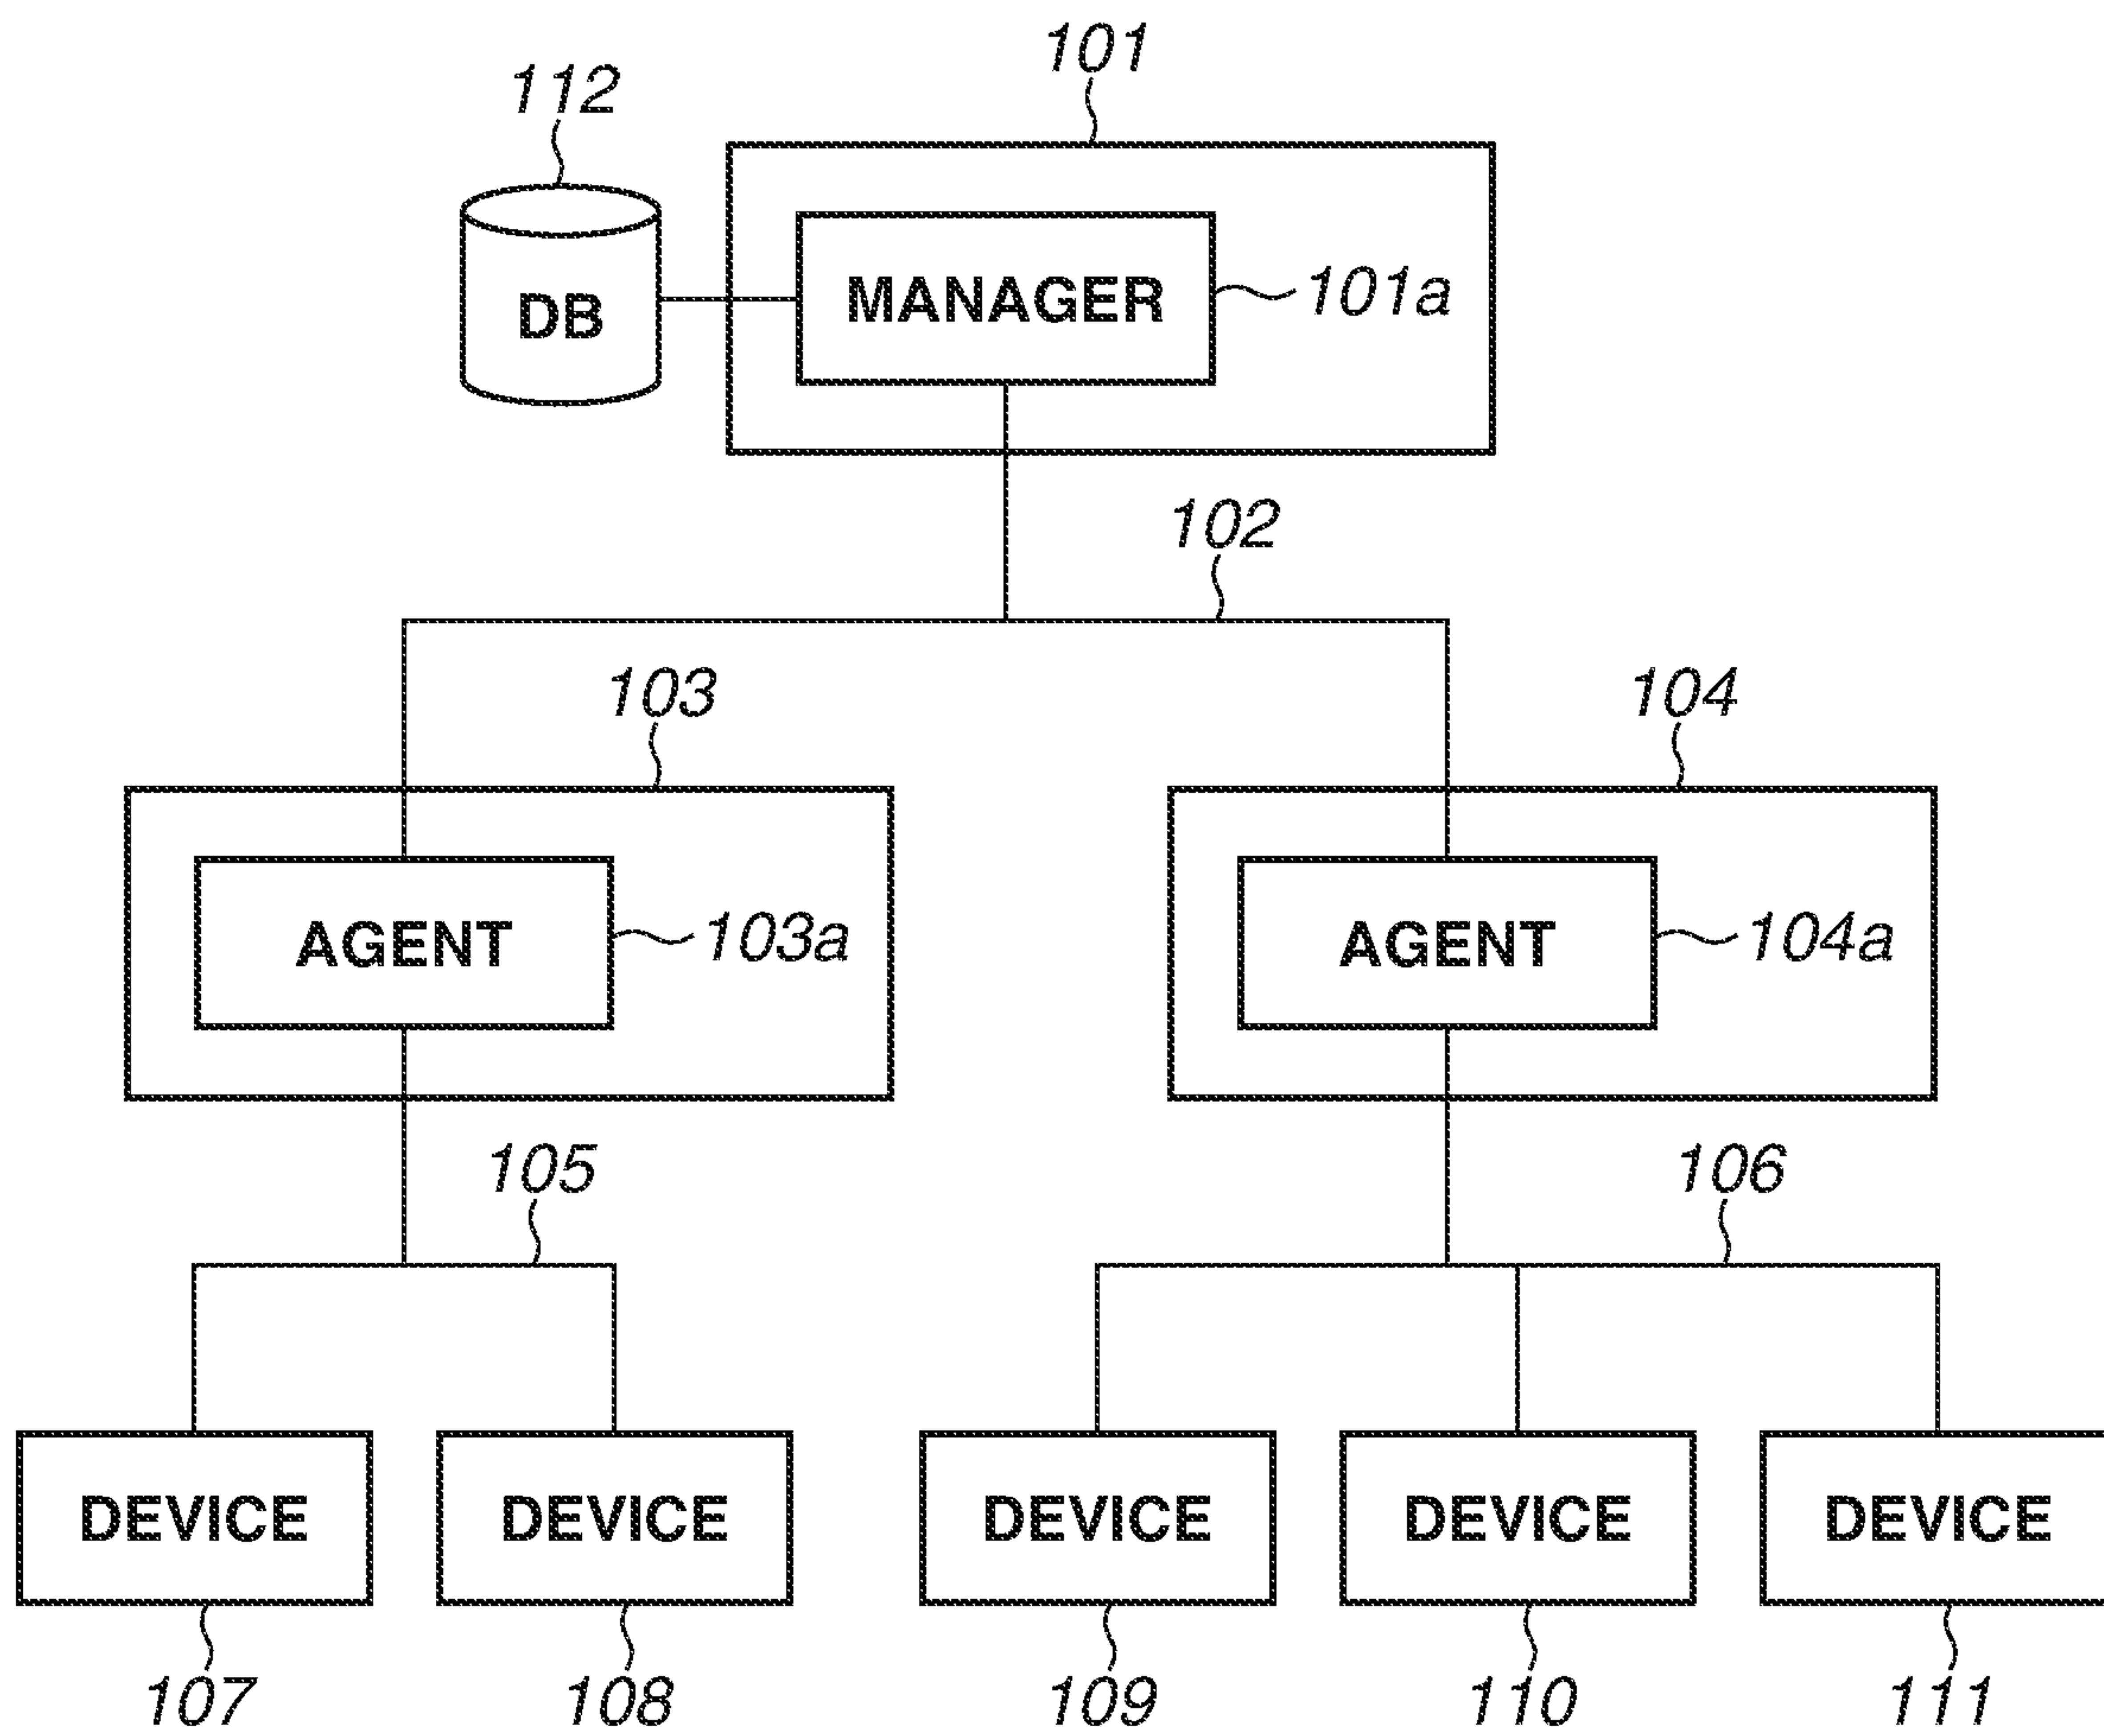 101
112
MANAGER
101a
DB
102
103
104
AGENT
103a
AGENT
104a
105
106
DEVICE
DEVICE
DEVICE
DEVICE
DEVICE
107
108
109
110
111